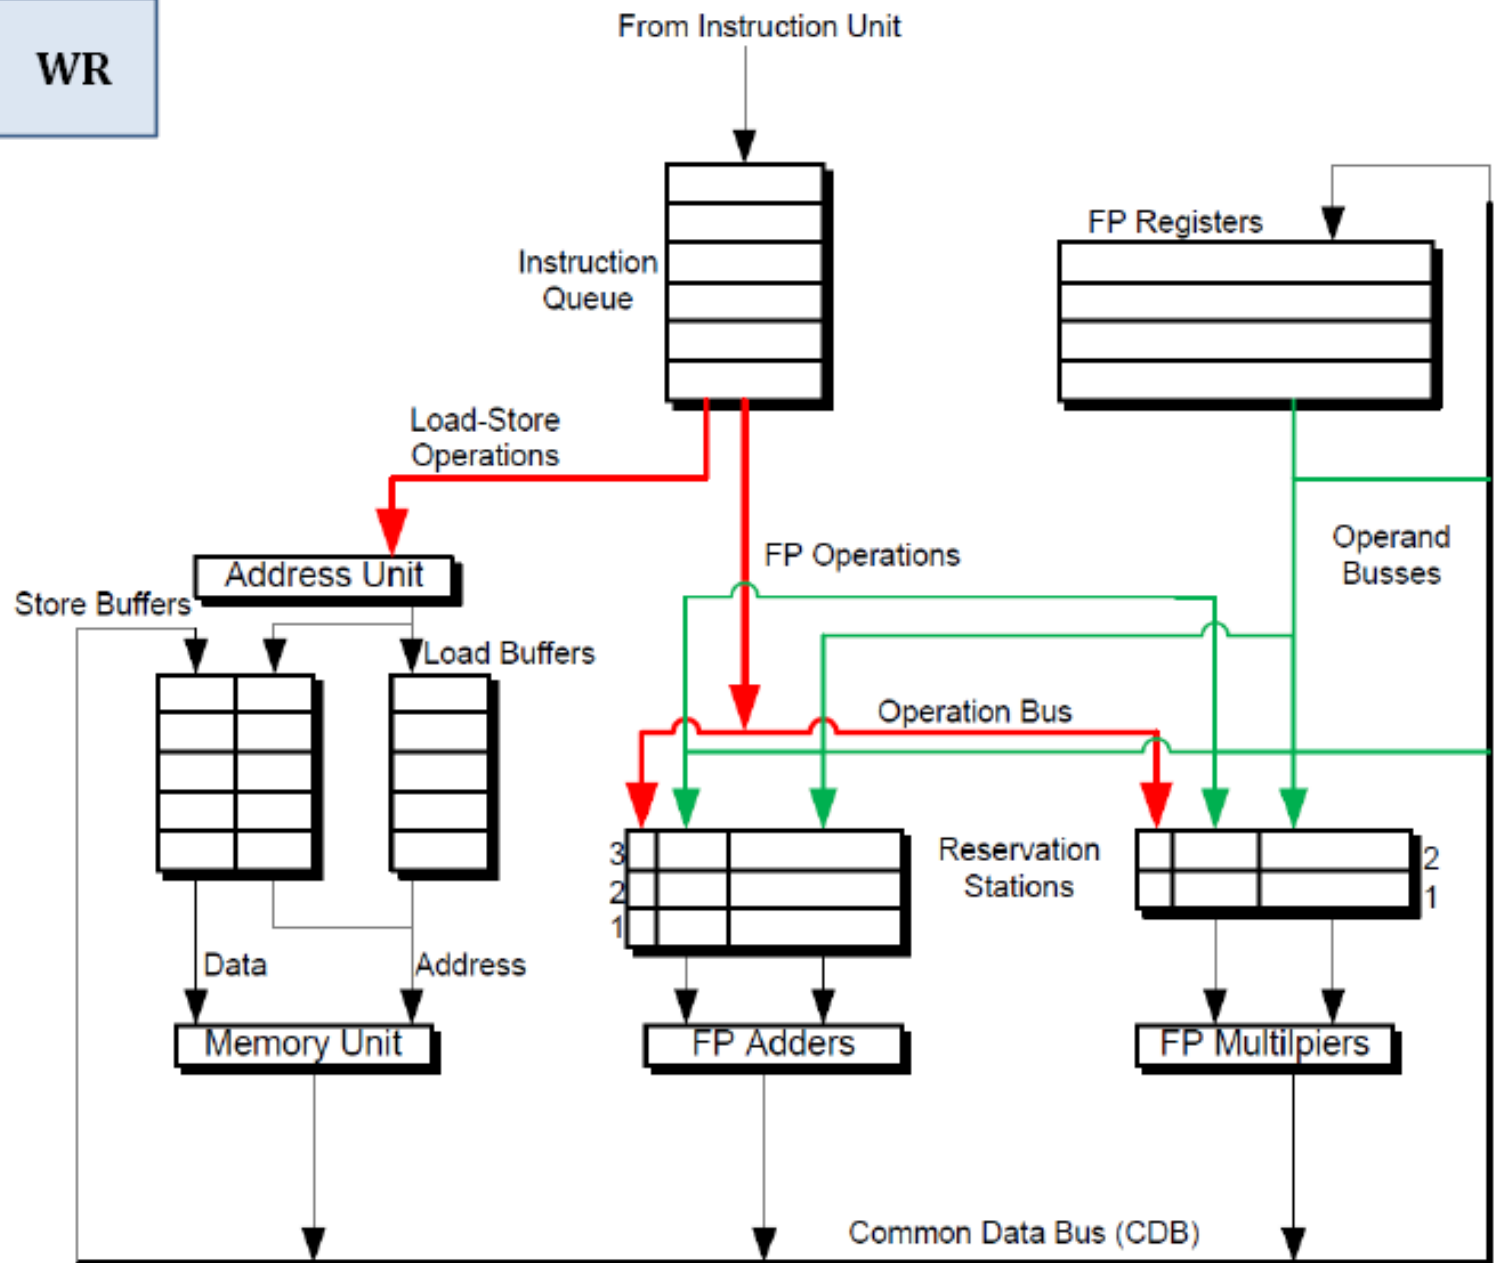 WR
From Instruction Unit
Instruction
Queue
FP Registers
Load-Store
Operations
Operand
Busses
FP Operations
Address Unit
Store Buffers
Load Buffers
Operation Bus
3
2
1
Reservation
Stations
2
1
Data
Address
Memory Unit
FP Adders
FP Multilpiers
Common Data Bus (CDB)